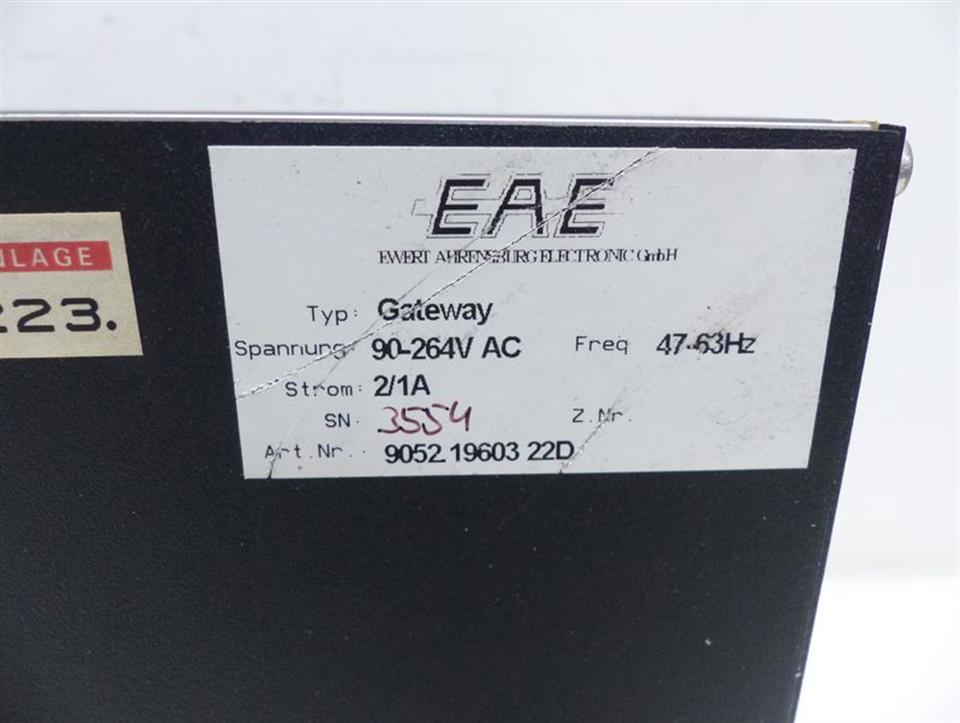 EAE
EWERT AHRENSBURG ELECTRONIC GmbH
Typ: Gateway
Spannung: 90-264V AC Freq 47-63Hz
Strom: 2/1A
SN: 3554 Z.Nr.
Art.Nr.: 9052.19603 22D
NLAGE
223.